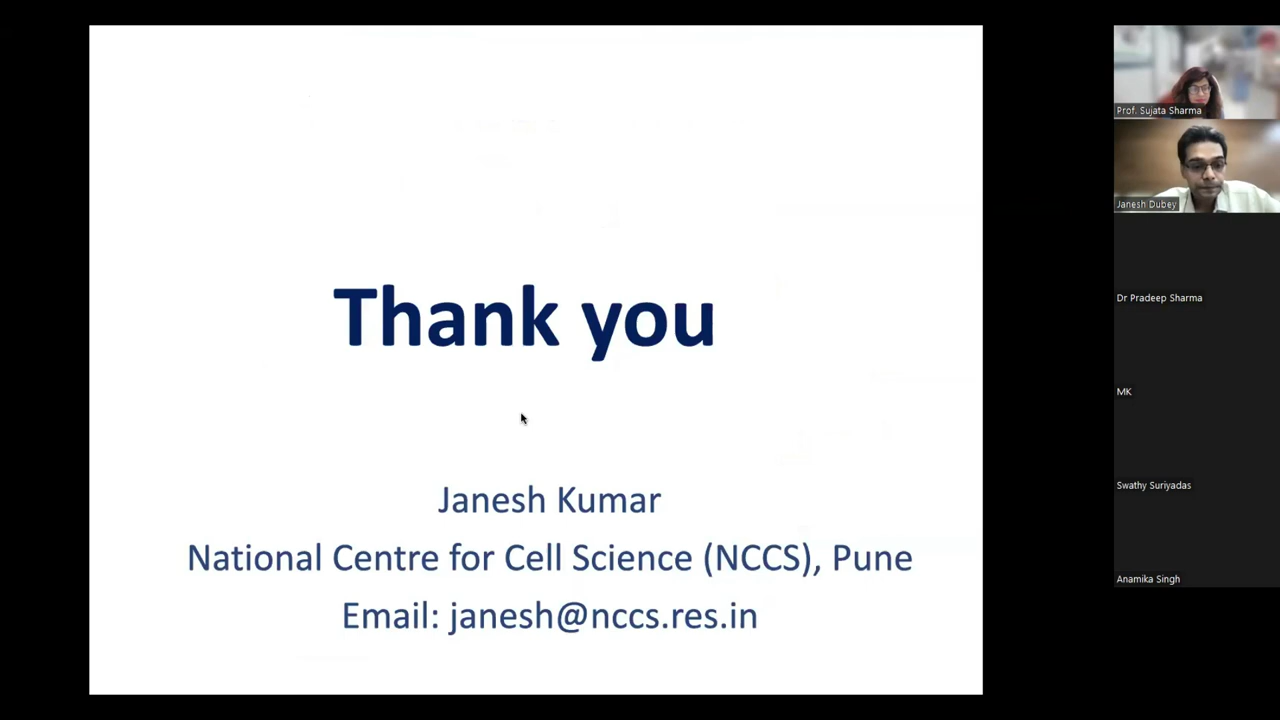 Thank you
Janesh Kumar
National Centre for Cell Science (NCCS), Pune
Email: janesh@nccs.res.in
Prof. Sujata Sharma
Janesh Dubey
Dr Pradeep Sharma
MK
Swathy Suriyadas
Anamika Singh